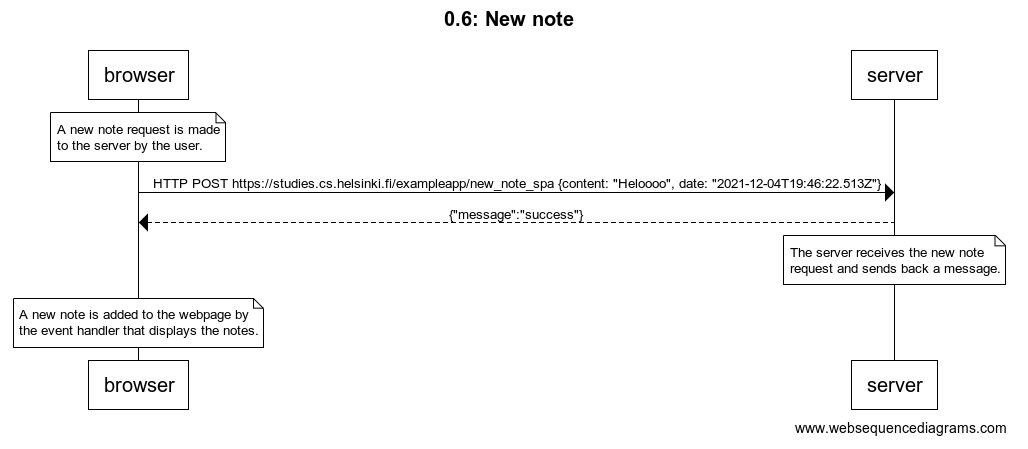 0.6: New note
browser
server
A new note request is made
to the server by the user.
HTTP POST https://studies.cs.helsinki.fi/exampleapp/new_note_spa {content: "Heloooo", date: "2021-12-04T19:46:22.513Z"}
{"message":"success"}
The server receives the new note
request and sends back a message.
A new note is added to the webpage by
the event handler that displays the notes.
browser
server
www.websequencediagrams.com